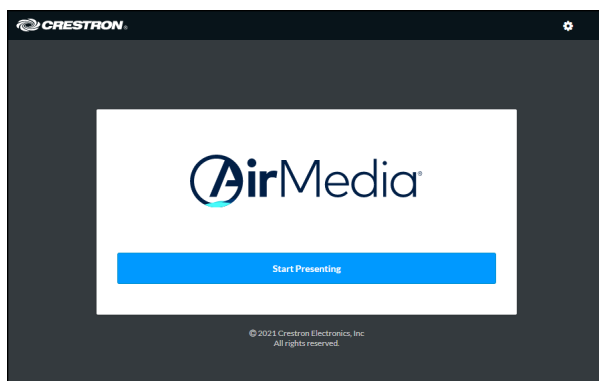 CRESTRON®
AirMedia®
Start Presenting
© 2021 Crestron Electronics, Inc
All rights reserved.